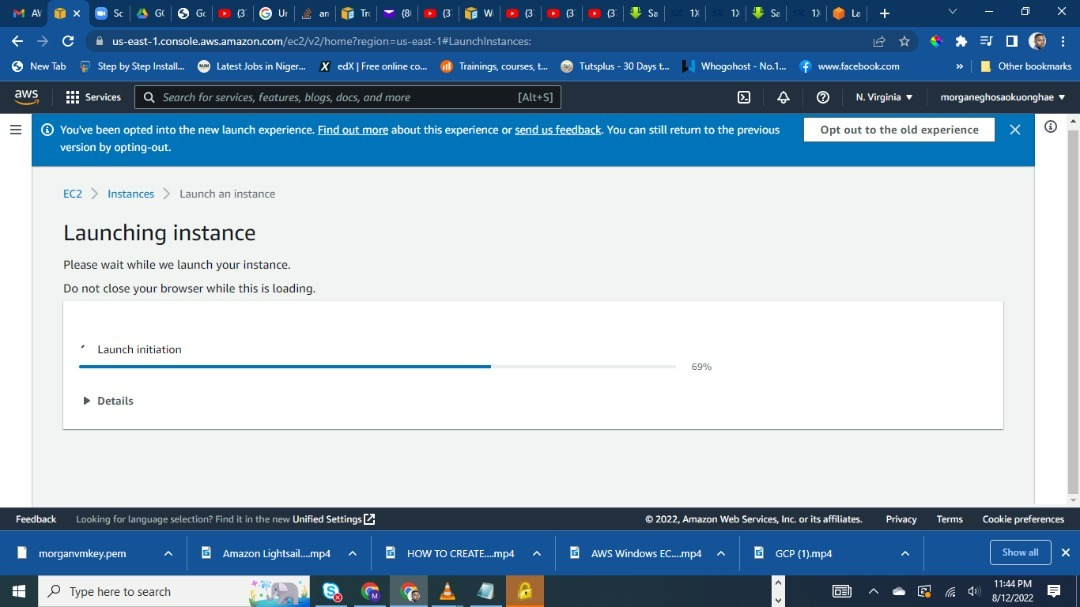 M AV
Sc
GC
Gc
(3
Ur
an
Tr
(8(
(3
W
(3
(3
(3
Sa
1X
1X
Sa
1X
La
us-east-1.console.aws.amazon.com/ec2/v2/home?region=us-east-1#LaunchInstances:
New Tab
Step by Step Install...
Latest Jobs in Niger...
edX | Free online co...
Trainings, courses, t...
Tutsplus - 30 Days t...
Whogohost - No.1...
www.facebook.com
»
Other bookmarks
aws
Services
Search for services, features, blogs, docs, and more
[Alt+S]
N. Virginia ▼
morganeghosaokuonghae ▼
You've been opted into the new launch experience. Find out more about this experience or send us feedback. You can still return to the previous
version by opting-out.
Opt out to the old experience
EC2 > Instances > Launch an instance
Launching instance
Please wait while we launch your instance.
Do not close your browser while this is loading.
Launch initiation
69%
Details
Feedback
Looking for language selection? Find it in the new Unified Settings
© 2022, Amazon Web Services, Inc. or its affiliates.
Privacy
Terms
Cookie preferences
morganvmkey.pem
Amazon Lightsail....mp4
HOW TO CREATE....mp4
AWS Windows EC....mp4
GCP (1).mp4
Show all
Type here to search
11:44 PM
8/12/2022